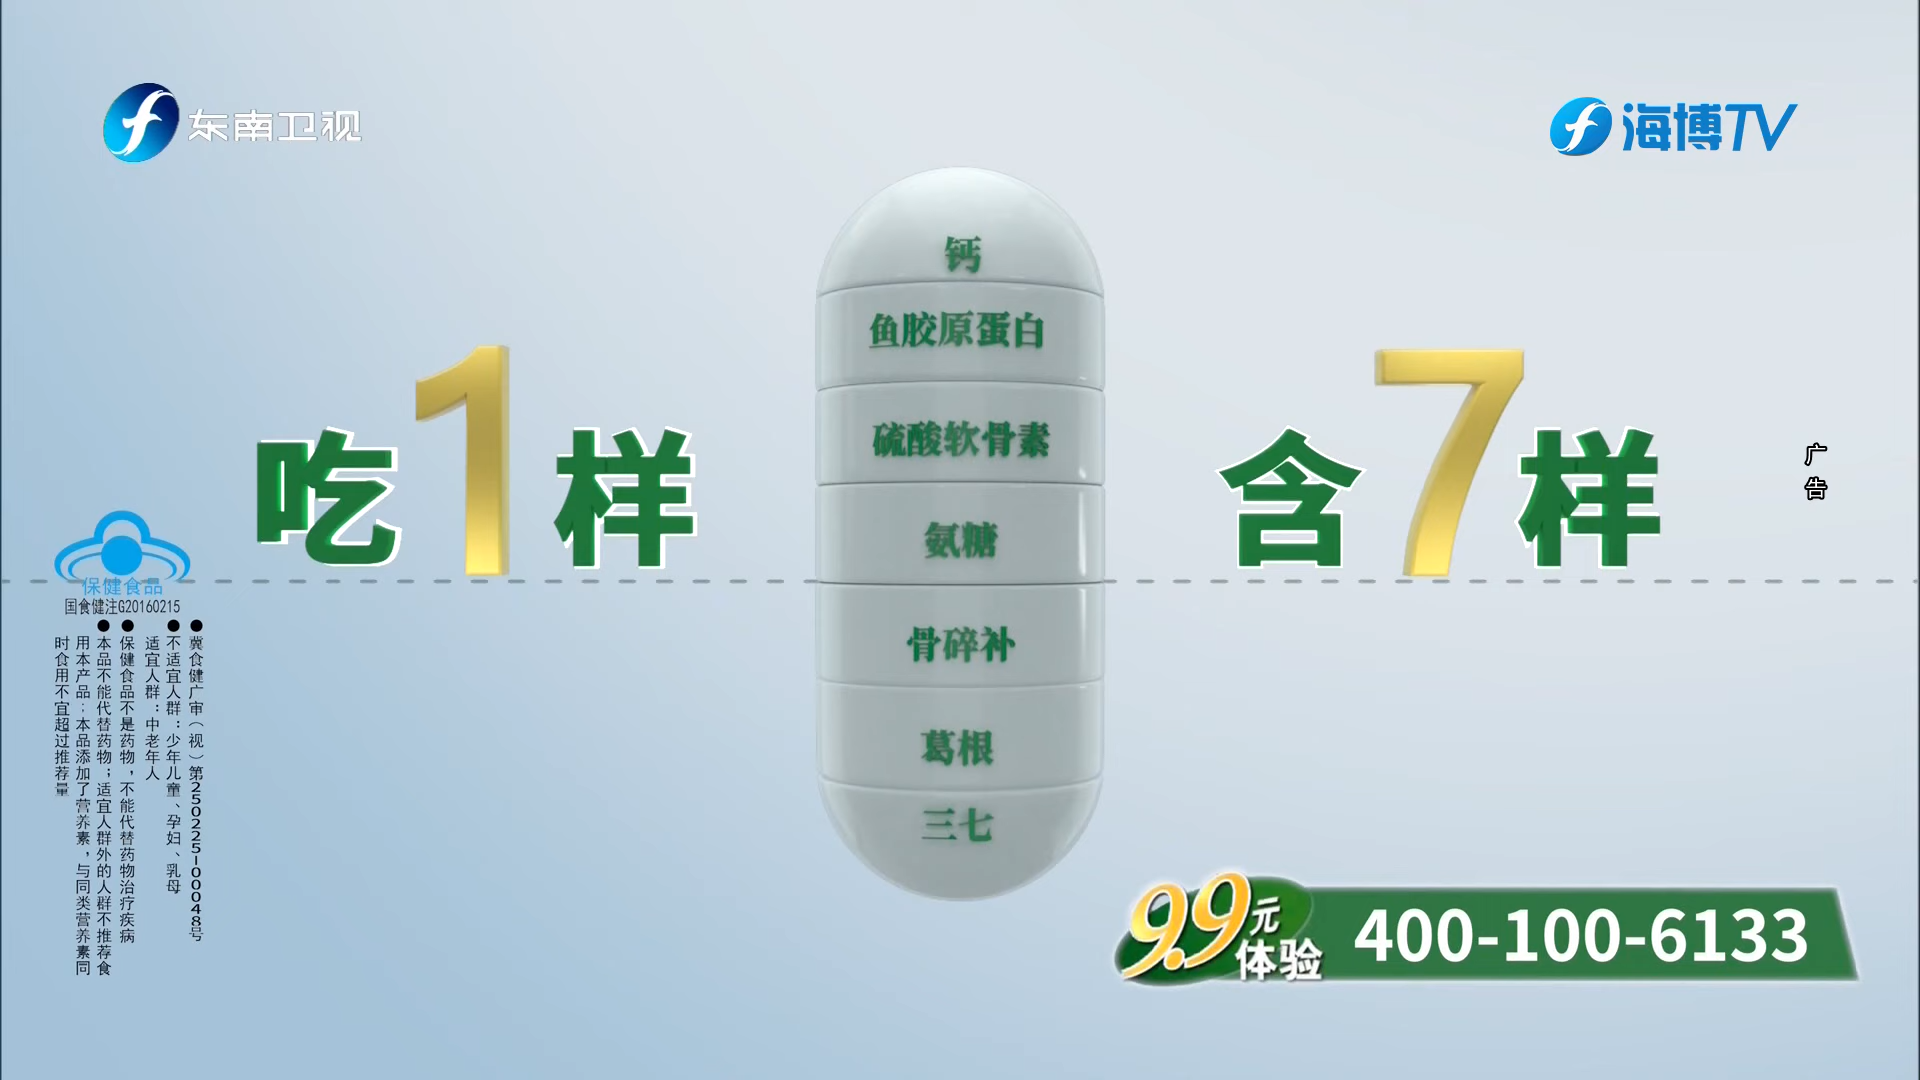 东南卫视
海博TV
钙
鱼胶原蛋白
硫酸软骨素
氨糖
骨碎补
葛根
三七
吃1样
含7样
广告
保健食品
国食健注G20160215
●冀食健广审（视）第250225-00048号
●不适宜人群：少年儿童、孕妇、乳母
适宜人群：中老年人
●保健食品不是药物，不能代替药物治疗疾病
●本品不能代替药物；适宜人群外的人群不推荐食
用本产品；本品添加了营养素，与同类营养素同
时食用不宜超过推荐量
9.9元体验
400-100-6133